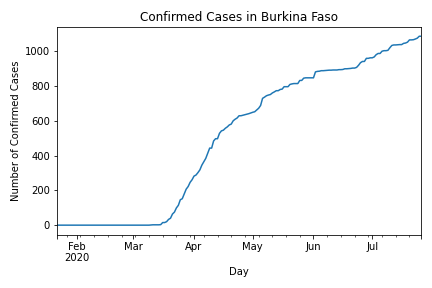 Confirmed Cases in Burkina Faso
Number of Confirmed Cases
1000
800
600
400
200
0
Feb Mar Apr May Jun Jul
2020
Day